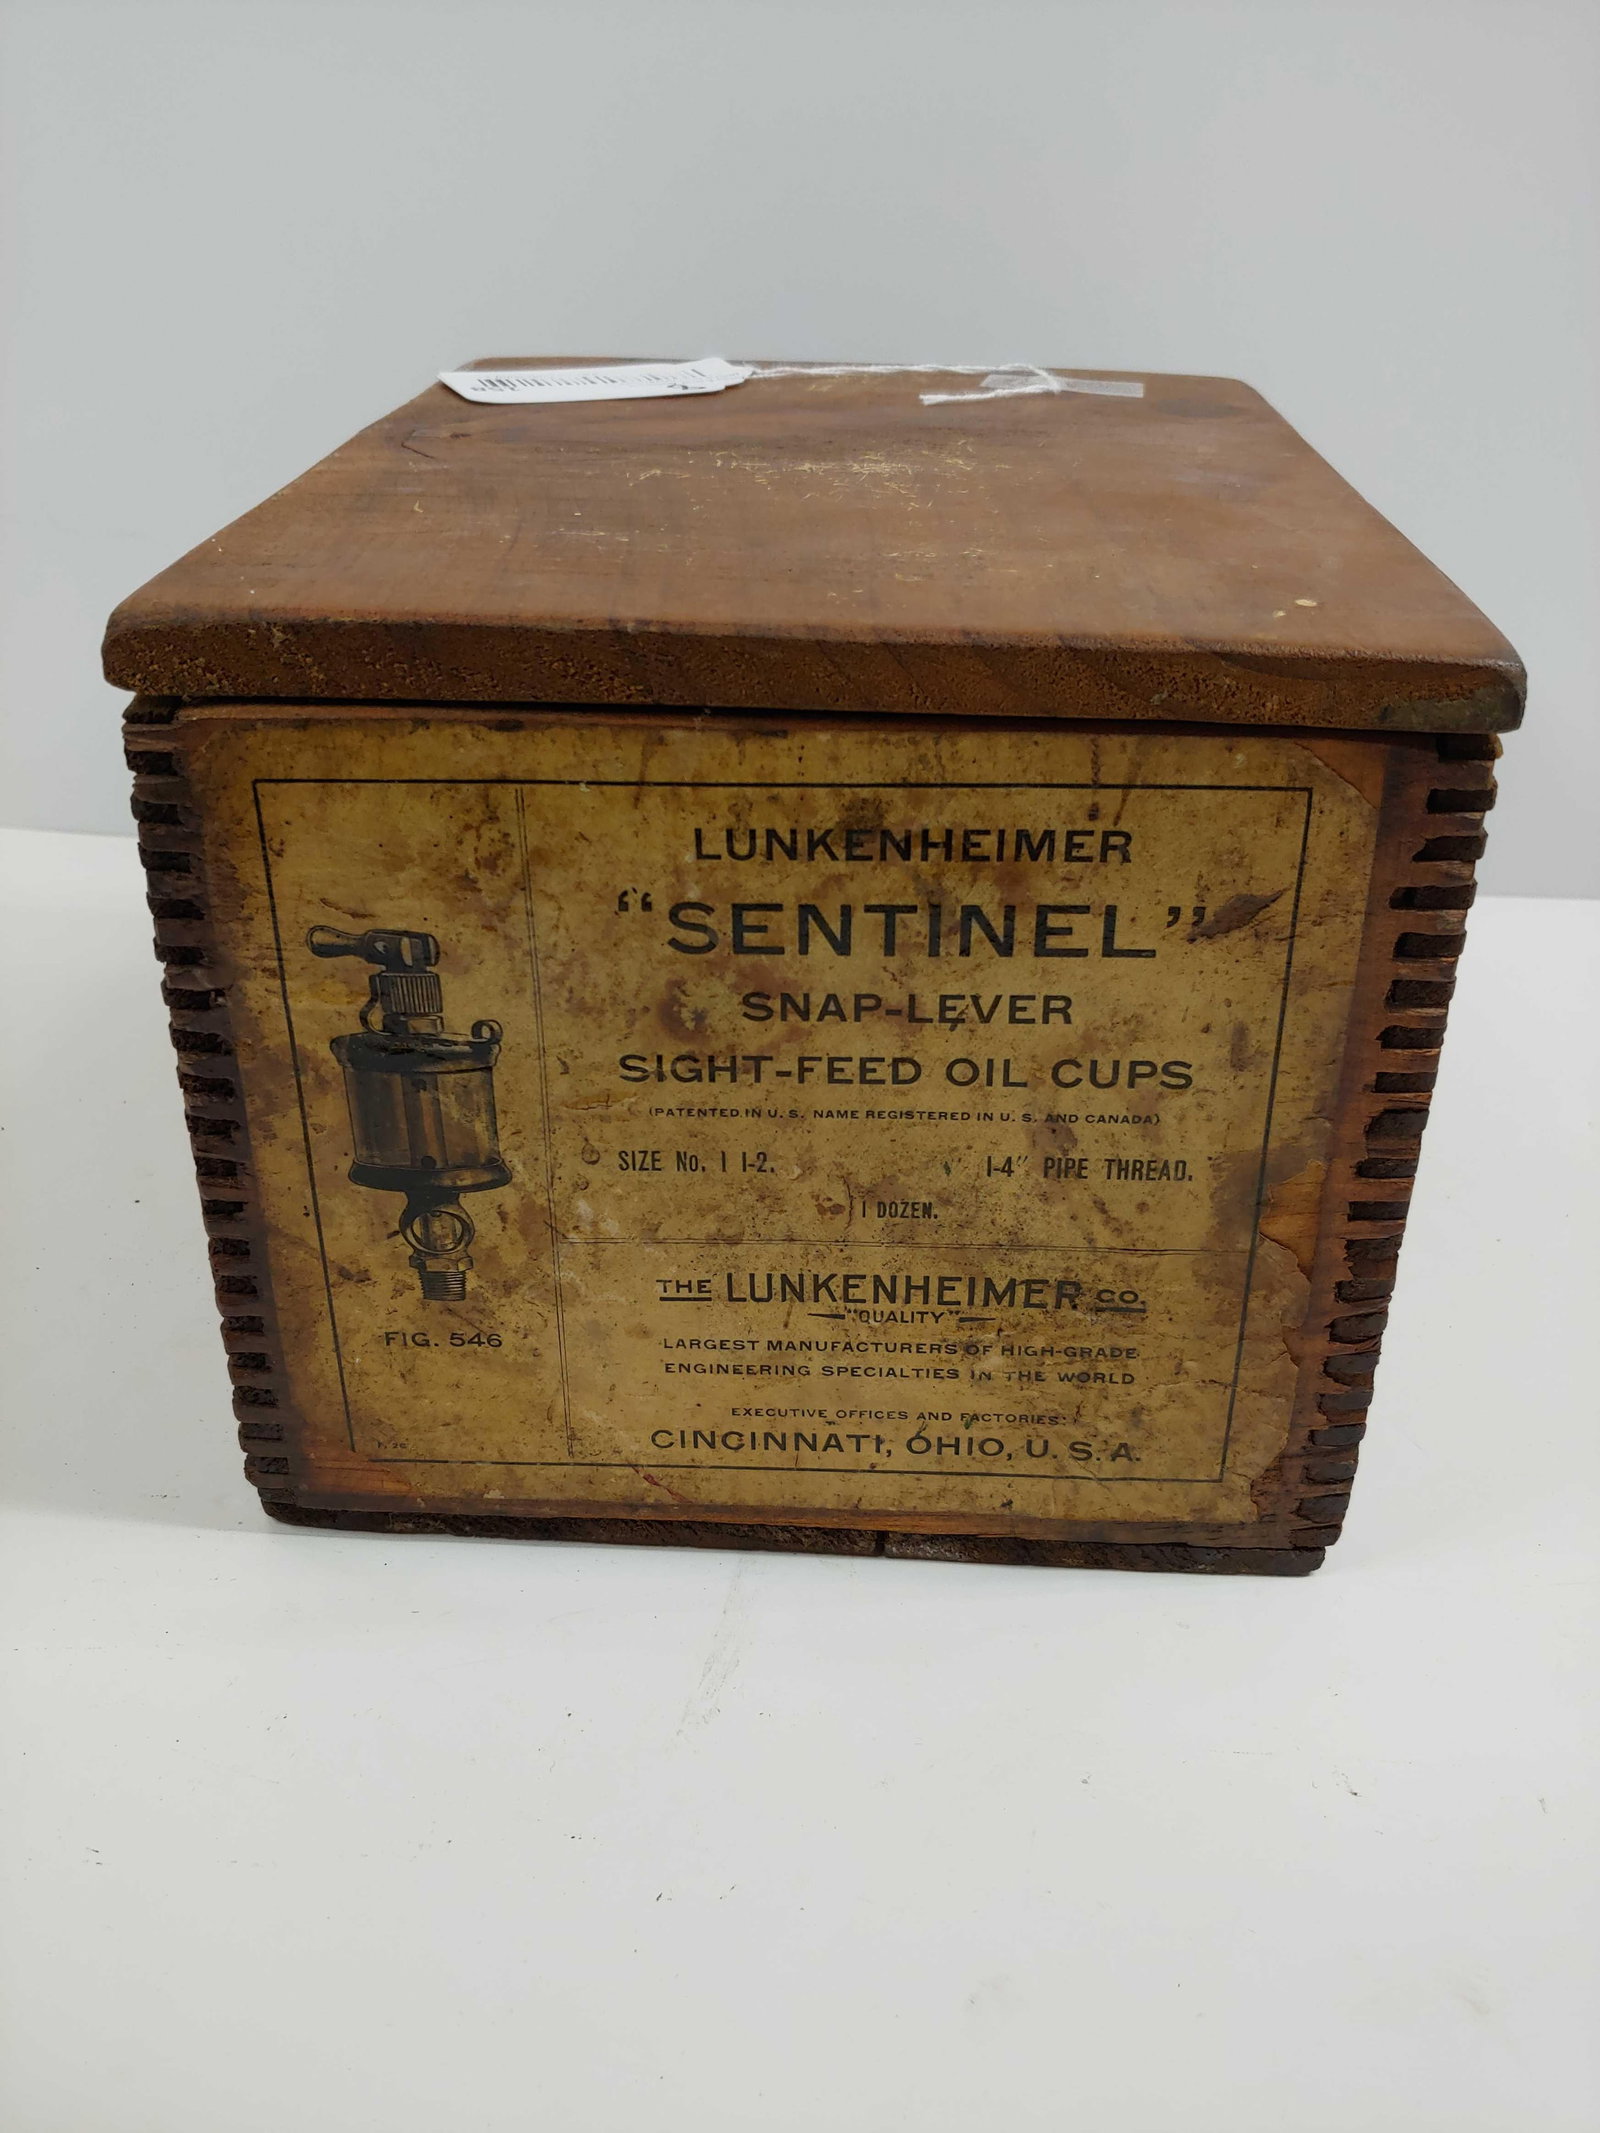 LUNKENHEIMER
"SENTINEL"
SNAP-LEVER
SIGHT-FEED OIL CUPS
(PATENTED IN U. S. NAME REGISTERED IN U. S. AND CANADA)
SIZE No. 1 1-2. 1-4" PIPE THREAD.
1 DOZEN.
FIG. 546
THE LUNKENHEIMER CO.
"QUALITY"
LARGEST MANUFACTURERS OF HIGH-GRADE
ENGINEERING SPECIALTIES IN THE WORLD
EXECUTIVE OFFICES AND FACTORIES:
CINCINNATI, OHIO, U. S. A.